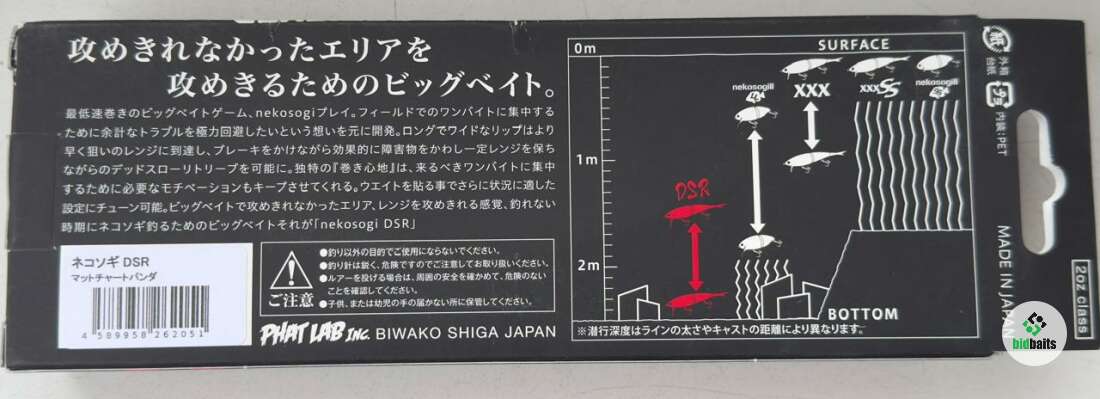 攻めきれなかったエリアを
攻めきるためのビッグベイト。
最低速巻きのビッグベイトゲーム、nekosogiプレイ。フィールドでのワンバイトに集中する
ために余計なトラブルを極力回避したいという想いを元に開発。ロングでワイドなリップはより
早く狙いのレンジに到達し、ブレーキをかけながら効果的に障害物をかわし一定レンジを保ち
ながらのデッドスローリトリーブを可能に。独特の『巻き心地』は、来るべきワンバイトに集中
するために必要なモチベーションもキープさせてくれる。ウエイトを貼る事でさらに状況に適した
設定にチューン可能。ビッグベイトで攻めきれなかったエリア、レンジを攻めきれる感覚、釣れない
時期にネコソギ釣るためのビッグベイトそれが「nekosogi DSR」
ネコソギ DSR
マットチャートパンダ
4 589958 262051
ご注意
●釣り以外の目的でご使用にならないでください。
●釣り針は鋭く、危険ですのでご注意してお取り扱いください。
●ルアーを投げる場合は、周囲の安全を確かめて、危険のない
ことを確認してください。
●子供、または幼児の手の届かない所に保管してください。
PHAT LAB INC. BIWAKO SHIGA JAPAN
0m
SURFACE
nekosogiII
XXX
XXX SS
nekosogiII
1m
DSR
2m
BOTTOM
※潜行深度はラインの太さやキャストの距離により異なります。
紙
外箱
台紙
プラ
内装:PET
MADE IN JAPAN
2oz class
bidbaits